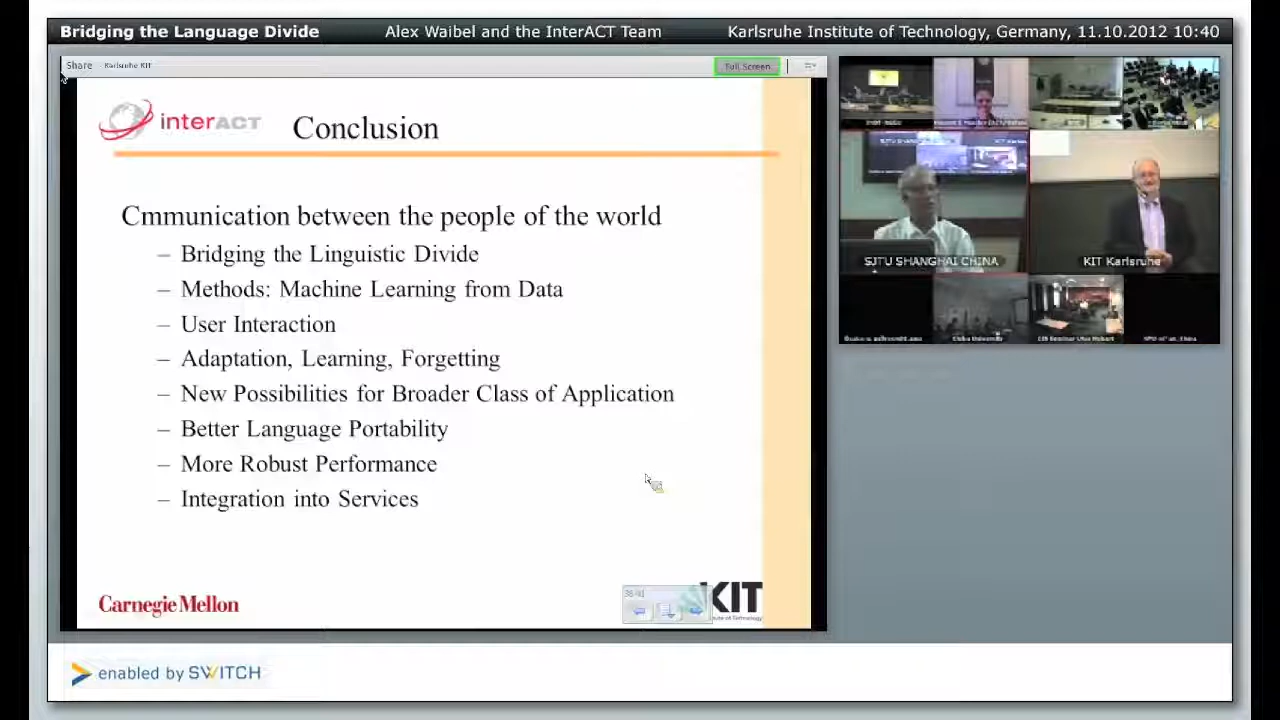 Bridging the Language Divide
Alex Waibel and the InterACT Team
Karlsruhe Institute of Technology, Germany, 11.10.2012 10:40
Share
Karlsruhe KIT
Full Screen
interACT
Conclusion
Cmmunication between the people of the world
– Bridging the Linguistic Divide
– Methods: Machine Learning from Data
– User Interaction
– Adaptation, Learning, Forgetting
– New Possibilities for Broader Class of Application
– Better Language Portability
– More Robust Performance
– Integration into Services
Carnegie Mellon
KIT
SJTU SHANGHAI CHINA
KIT Karlsruhe
enabled by SWITCH